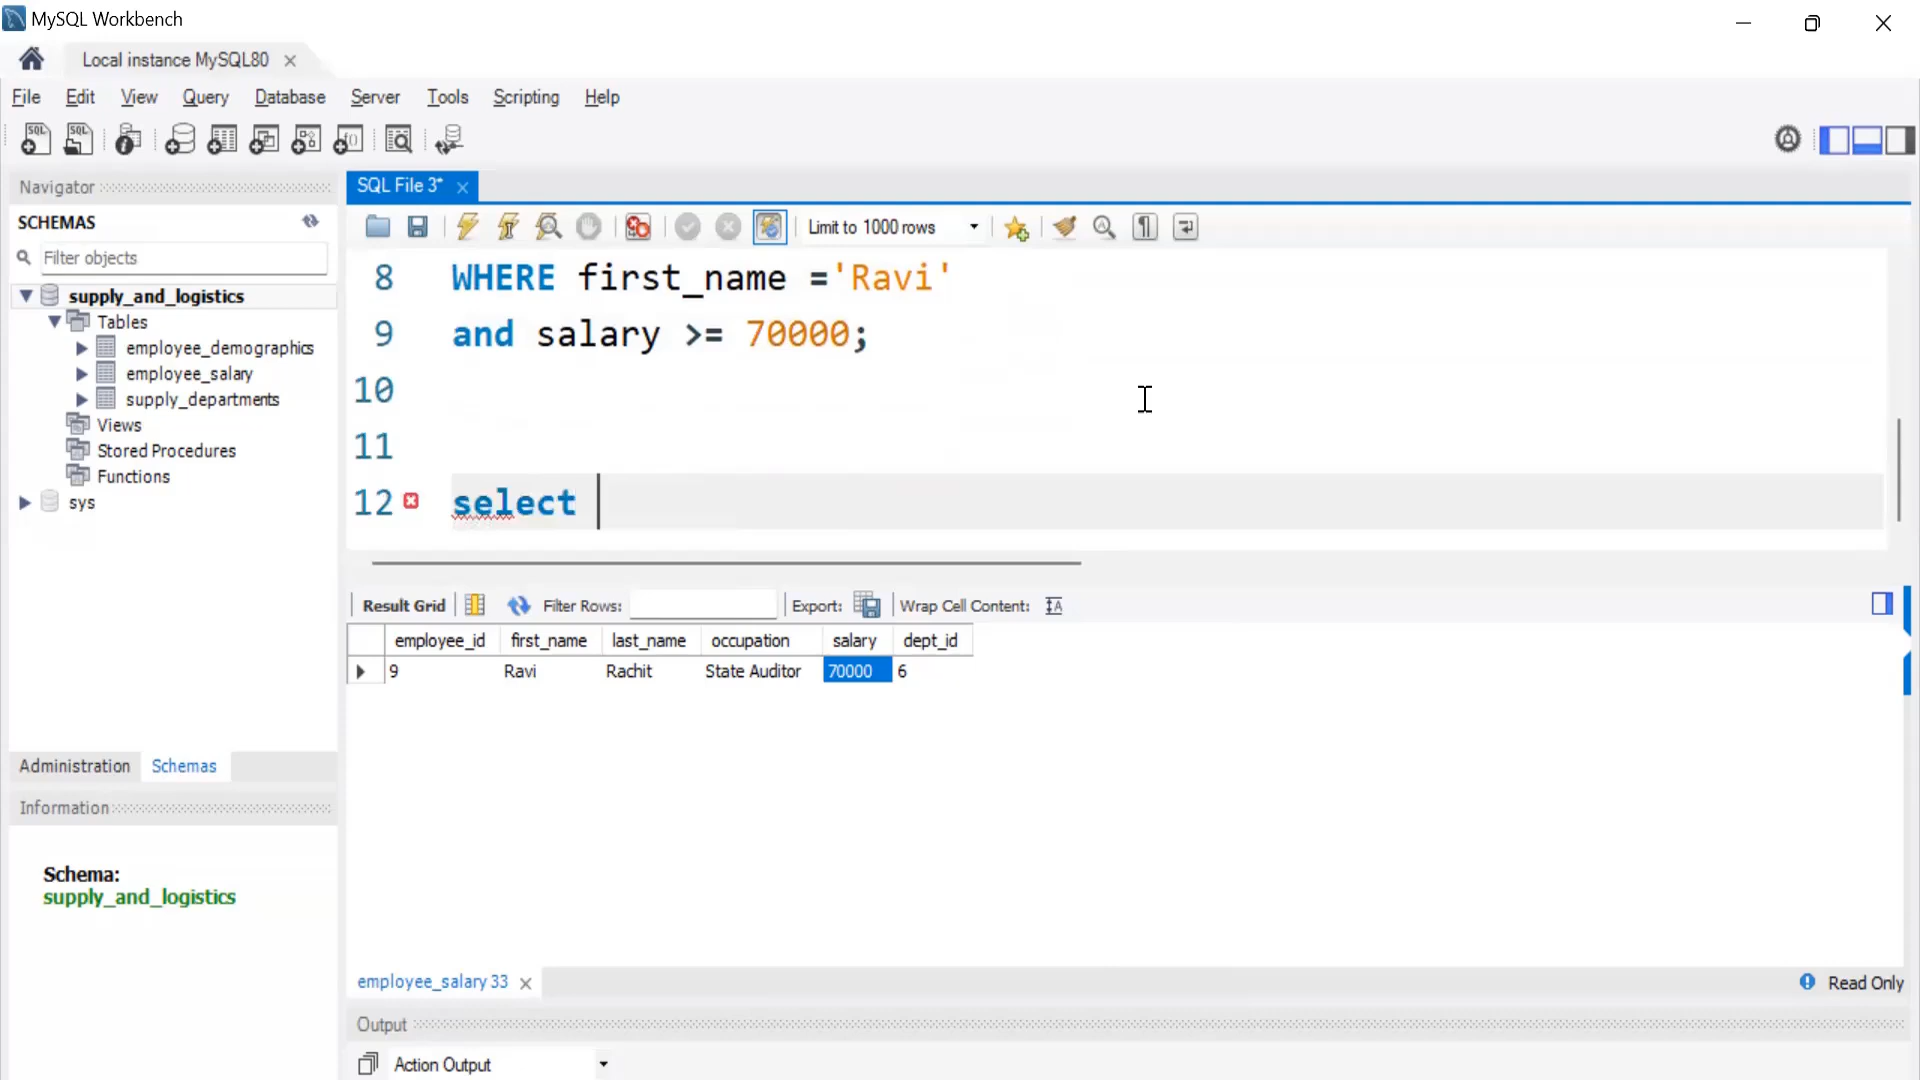 MySQL Workbench
Local instance MySQL80
File Edit View Query Database Server Tools Scripting Help
Navigator
SCHEMAS
Filter objects
supply_and_logistics
Tables
employee_demographics
employee_salary
supply_departments
Views
Stored Procedures
Functions
sys
Administration Schemas
Information
Schema:
supply_and_logistics
SQL File 3*
Limit to 1000 rows
8 WHERE first_name ='Ravi'
9 and salary >= 70000;
10
11
12 select
Result Grid Filter Rows: Export: Wrap Cell Content:
employee_id first_name last_name occupation salary dept_id
9 Ravi Rachit State Auditor 70000 6
employee_salary 33 Read Only
Output
Action Output